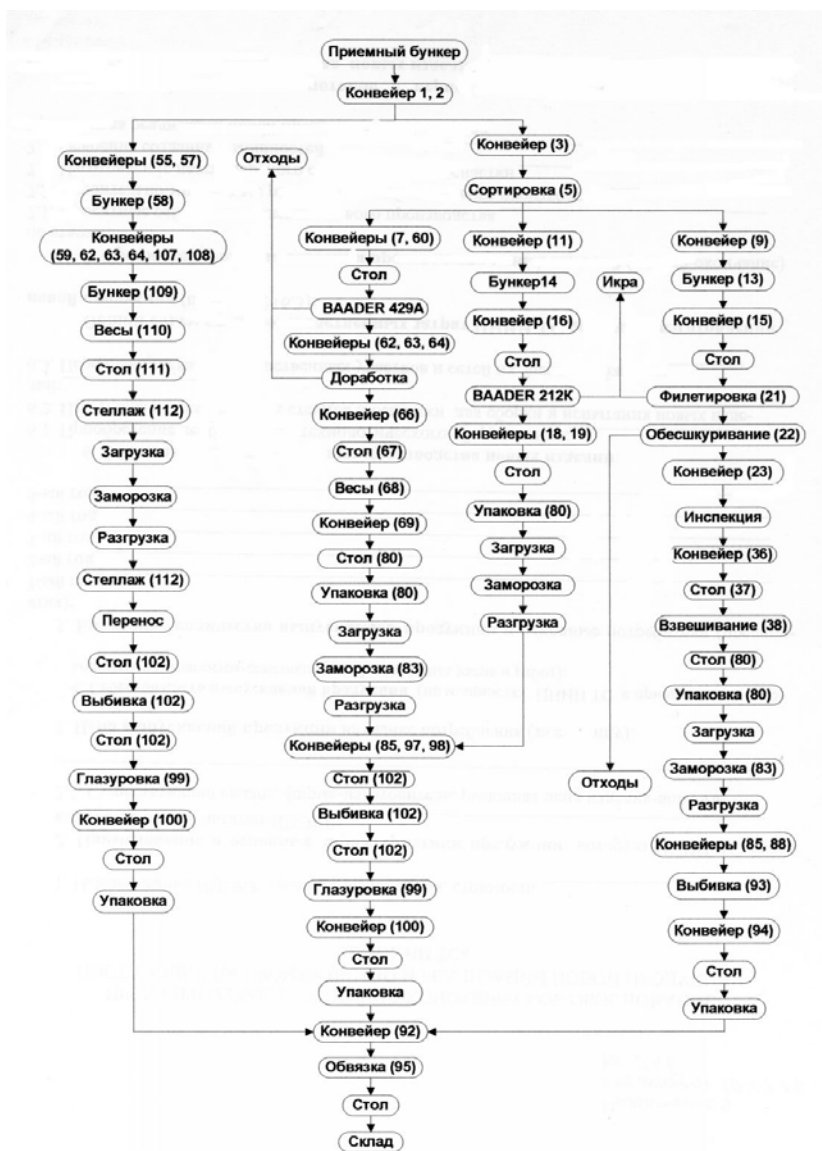 Приемный бункер
Конвейер 1, 2
Конвейеры (55, 57)
Бункер (58)
Конвейеры
(59, 62, 63, 64, 107, 108)
Бункер (109)
Весы (110)
Стол (111)
Стеллаж (112)
Загрузка
Заморозка
Разгрузка
Стеллаж (112)
Перенос
Стол (102)
Выбивка (102)
Стол (102)
Глазуровка (99)
Конвейер (100)
Стол
Упаковка
Отходы
Конвейер (3)
Сортировка (5)
Конвейеры (7, 60)
Стол
BAADER 429A
Конвейеры (62, 63, 64)
Доработка
Конвейер (66)
Стол (67)
Весы (68)
Конвейер (69)
Стол (80)
Упаковка (80)
Загрузка
Заморозка (83)
Разгрузка
Конвейеры (85, 97, 98)
Стол (102)
Выбивка (102)
Стол (102)
Глазуровка (99)
Конвейер (100)
Стол
Упаковка
Конвейер (11)
Бункер14
Конвейер (16)
Стол
BAADER 212К
Конвейеры (18, 19)
Стол
Упаковка (80)
Загрузка
Заморозка
Разгрузка
Икра
Отходы
Конвейер (9)
Бункер (13)
Конвейер (15)
Стол
Филетировка (21)
Обесшкуривание (22)
Конвейер (23)
Инспекция
Конвейер (36)
Стол (37)
Взвешивание (38)
Стол (80)
Упаковка (80)
Загрузка
Заморозка (83)
Разгрузка
Конвейеры (85, 88)
Выбивка (93)
Конвейер (94)
Стол
Упаковка
Конвейер (92)
Обвязка (95)
Стол
Склад